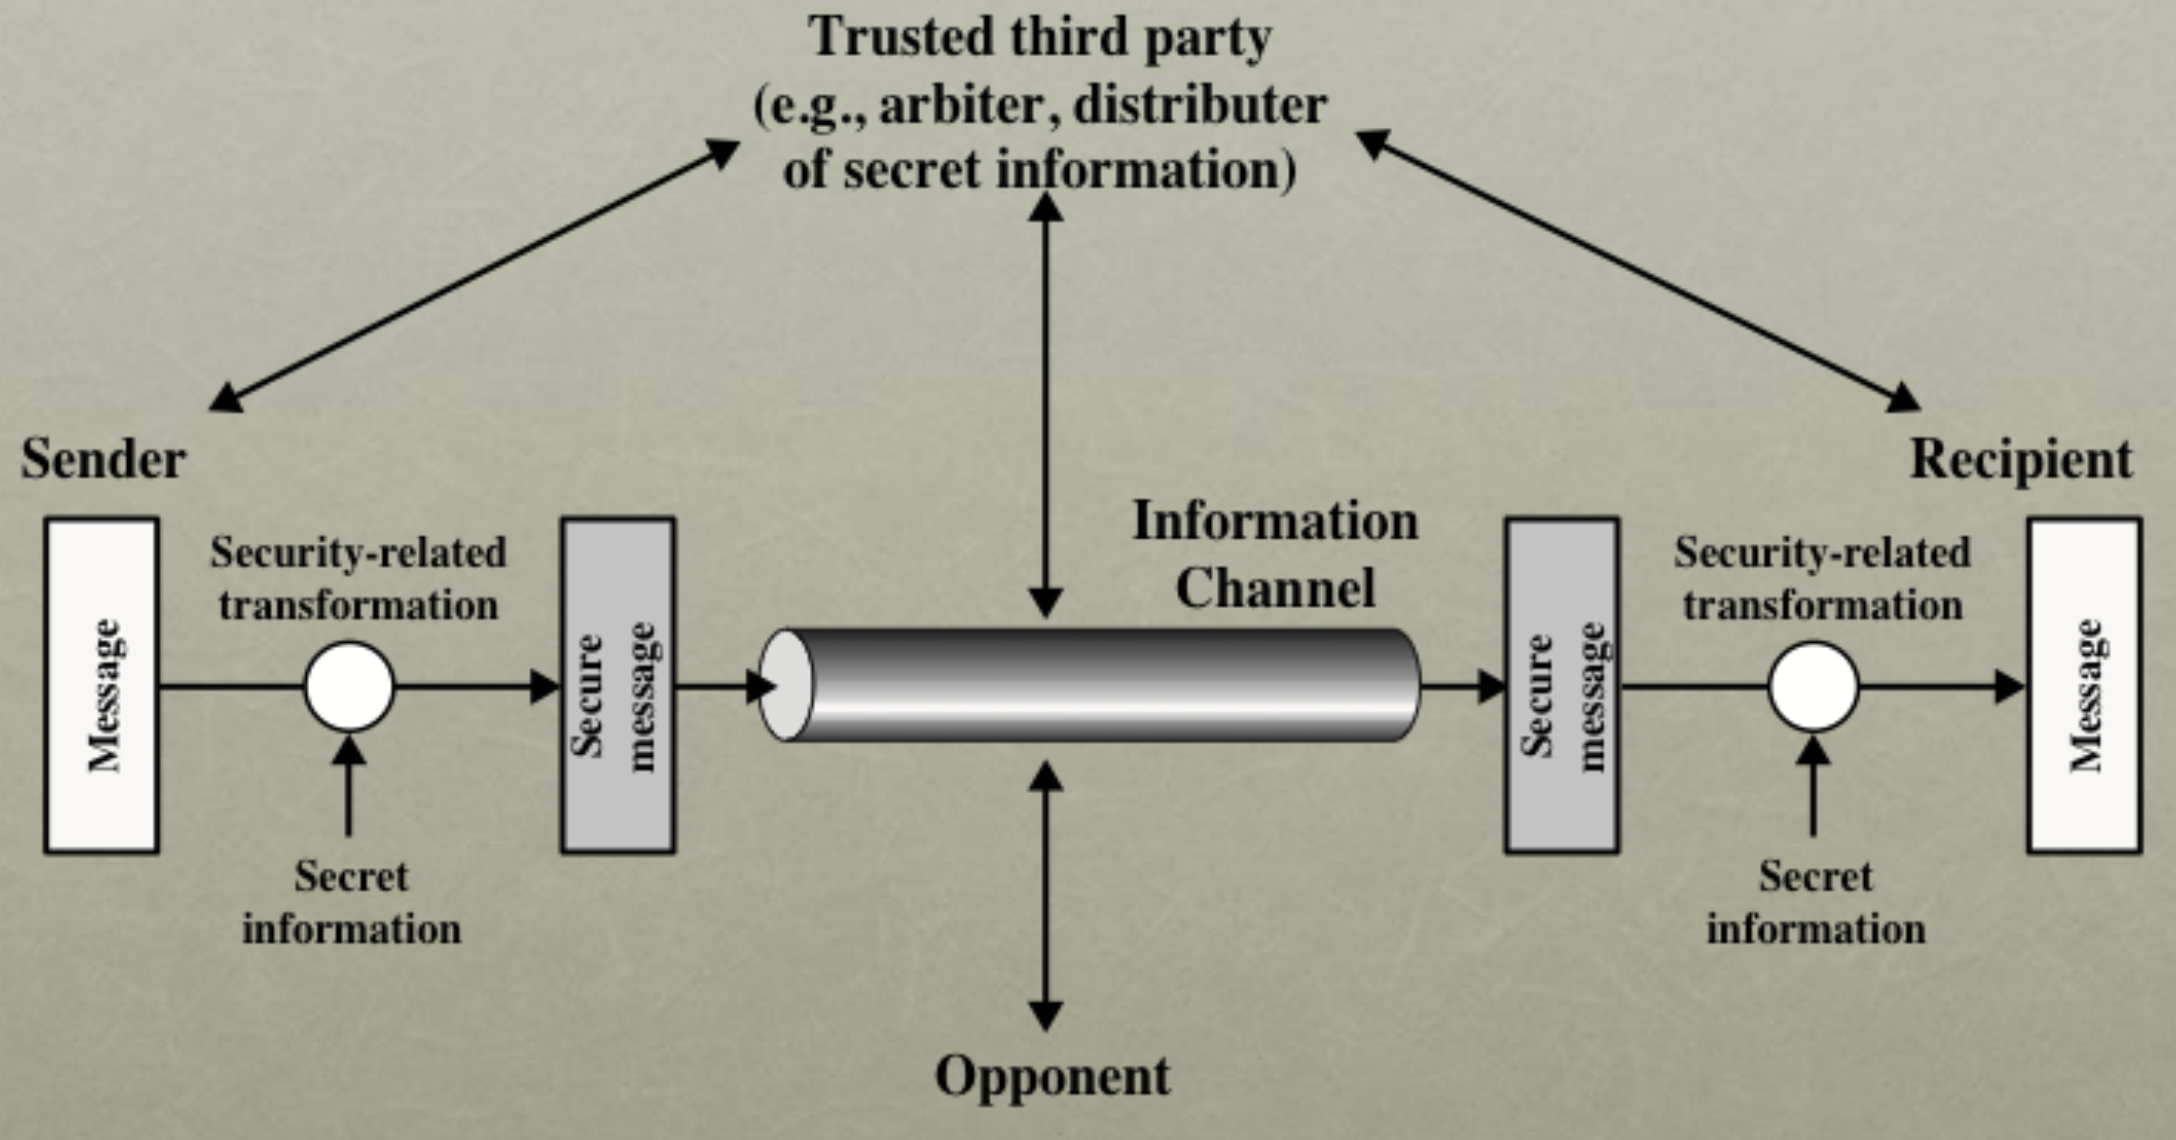 Trusted third party
(e.g., arbiter, distributer
of secret information)
Sender
Recipient
Information
Channel
Security-related
transformation
Security-related
transformation
Message
Secure
message
Secure
message
Message
Secret
information
Secret
information
Opponent